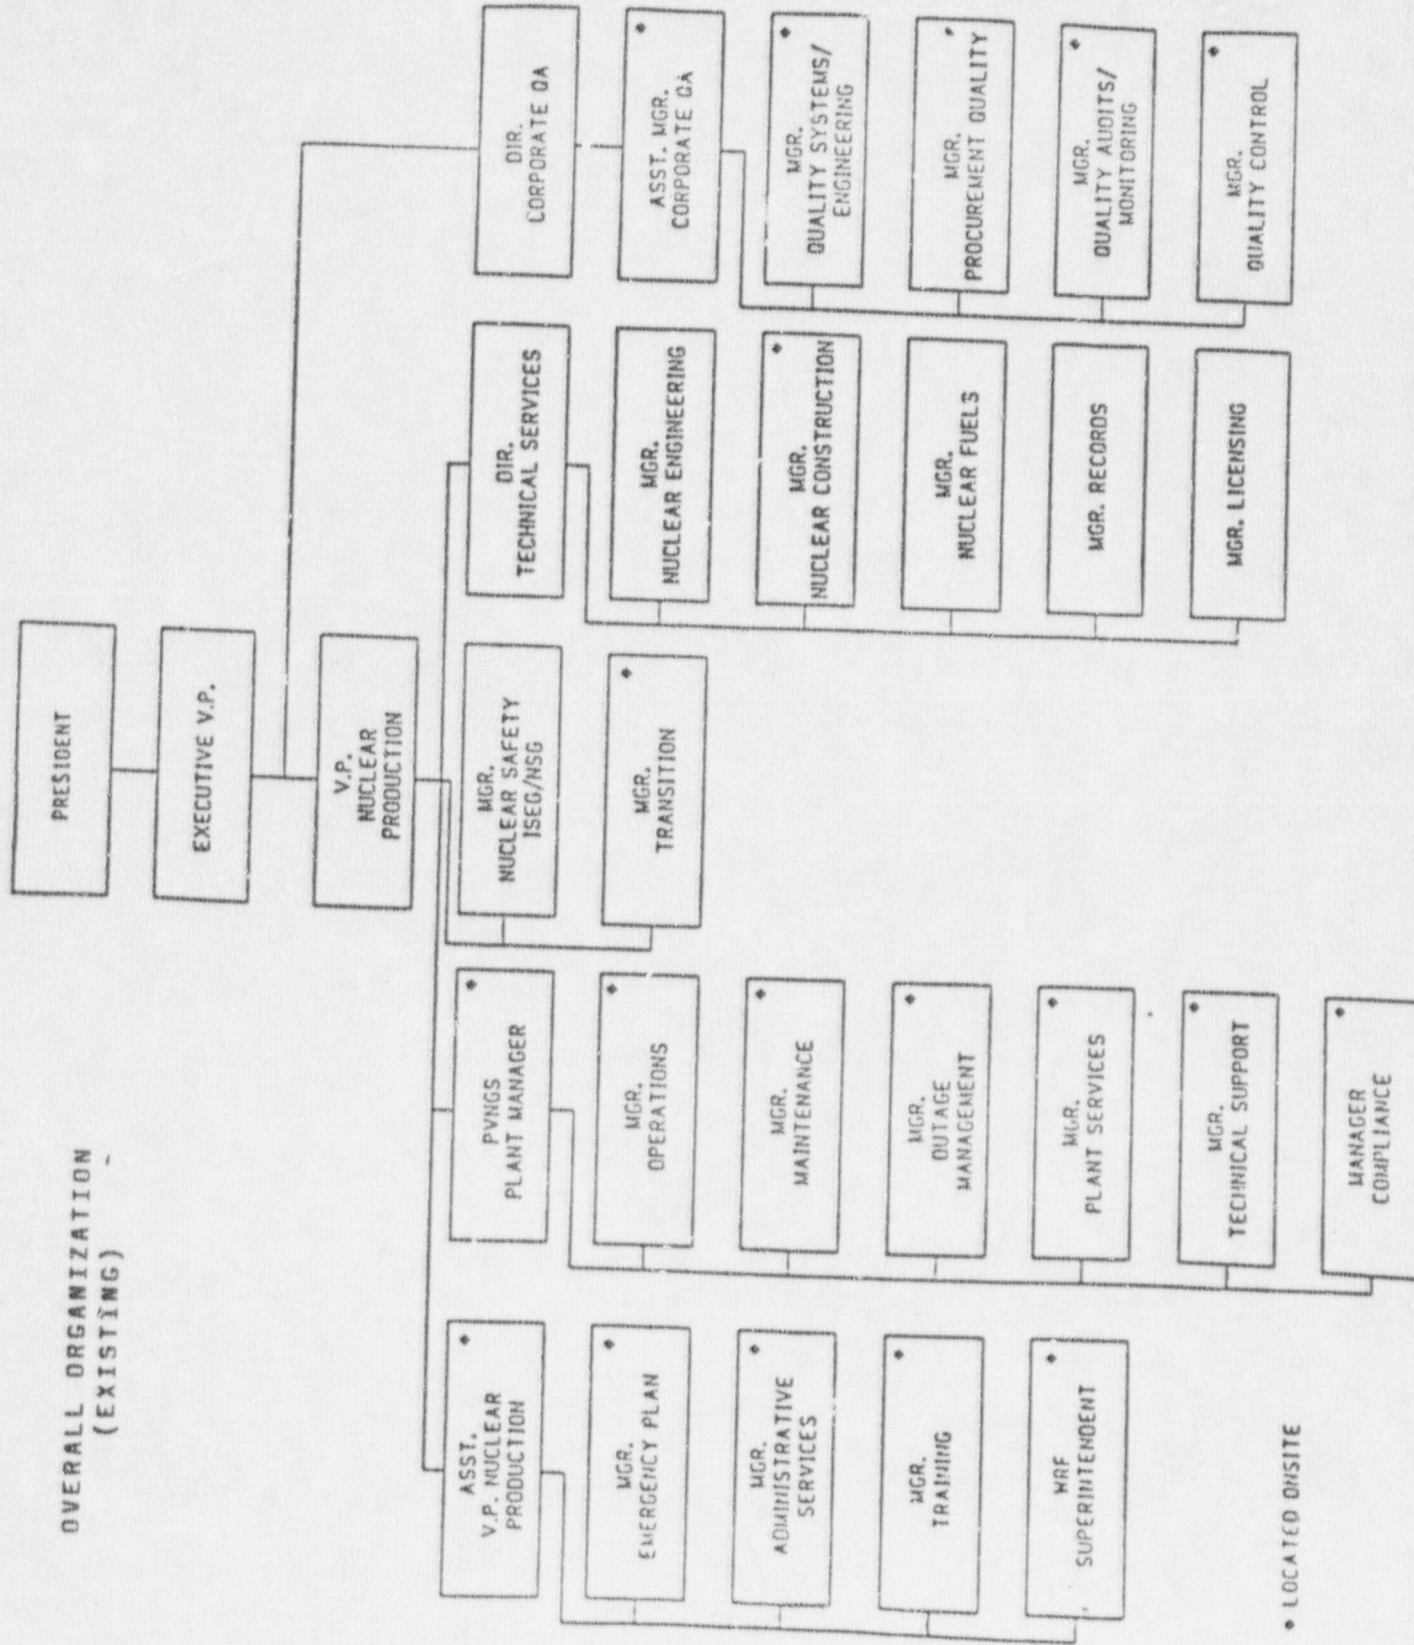 OVERALL ORGANIZATION
(EXISTING)
PRESIDENT
EXECUTIVE V.P.
V.P.
NUCLEAR
PRODUCTION
ASST.
V.P. NUCLEAR
PRODUCTION
MGR.
EMERGENCY PLAN
MGR.
ADMINISTRATIVE
SERVICES
MGR.
TRAINING
WRF
SUPERINTENDENT
PVNGS
PLANT MANAGER
MGR.
OPERATIONS
MGR.
MAINTENANCE
MGR.
OUTAGE
MANAGEMENT
MGR.
PLANT SERVICES
MGR.
TECHNICAL SUPPORT
MANAGER
COMPLIANCE
MGR.
NUCLEAR SAFETY
ISEG/NSG
MGR.
TRANSITION
DIR.
TECHNICAL SERVICES
MGR.
NUCLEAR ENGINEERING
MGR.
NUCLEAR CONSTRUCTION
MGR.
NUCLEAR FUELS
MGR. RECORDS
MGR. LICENSING
DIR.
CORPORATE QA
ASST. MGR.
CORPORATE QA
MGR.
QUALITY SYSTEMS/
ENGINEERING
MGR.
PROCUREMENT QUALITY
MGR.
QUALITY AUDITS/
MONITORING
MGR.
QUALITY CONTROL
• LOCATED ONSITE